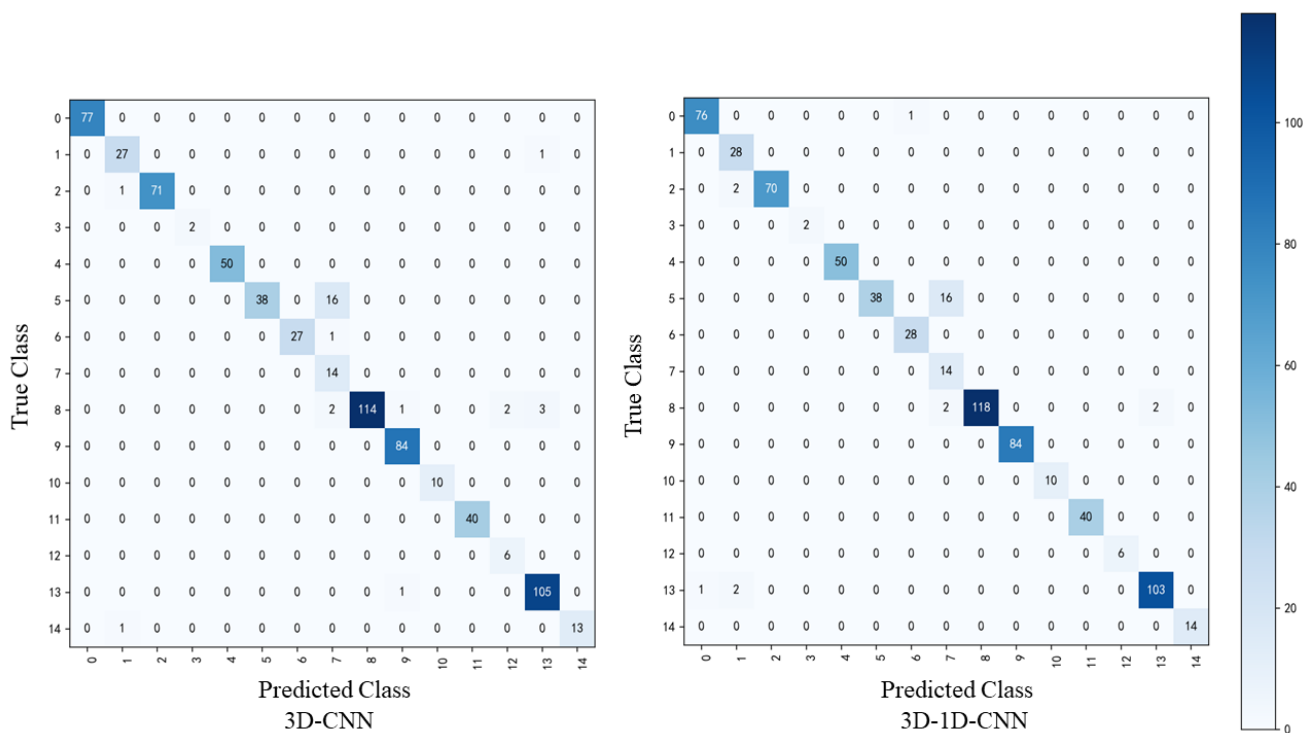 True Class
0 77 0 0 0 0 0 0 0 0 0 0 0 0 0 0
1 0 27 0 0 0 0 0 0 0 0 0 0 0 1 0
2 0 1 71 0 0 0 0 0 0 0 0 0 0 0 0
3 0 0 0 2 0 0 0 0 0 0 0 0 0 0 0
4 0 0 0 0 50 0 0 0 0 0 0 0 0 0 0
5 0 0 0 0 0 38 0 16 0 0 0 0 0 0 0
6 0 0 0 0 0 0 27 1 0 0 0 0 0 0 0
7 0 0 0 0 0 0 0 14 0 0 0 0 0 0 0
8 0 0 0 0 0 0 0 2 114 1 0 0 2 3 0
9 0 0 0 0 0 0 0 0 0 84 0 0 0 0 0
10 0 0 0 0 0 0 0 0 0 0 10 0 0 0 0
11 0 0 0 0 0 0 0 0 0 0 0 40 0 0 0
12 0 0 0 0 0 0 0 0 0 0 0 0 6 0 0
13 0 0 0 0 0 0 0 0 0 1 0 0 0 105 0
14 0 1 0 0 0 0 0 0 0 0 0 0 0 0 13
0 1 2 3 4 5 6 7 8 9 10 11 12 13 14
Predicted Class
3D-CNN
True Class
0 76 0 0 0 0 0 1 0 0 0 0 0 0 0 0
1 0 28 0 0 0 0 0 0 0 0 0 0 0 0 0
2 0 2 70 0 0 0 0 0 0 0 0 0 0 0 0
3 0 0 0 2 0 0 0 0 0 0 0 0 0 0 0
4 0 0 0 0 50 0 0 0 0 0 0 0 0 0 0
5 0 0 0 0 0 38 0 16 0 0 0 0 0 0 0
6 0 0 0 0 0 0 28 0 0 0 0 0 0 0 0
7 0 0 0 0 0 0 0 14 0 0 0 0 0 0 0
8 0 0 0 0 0 0 0 2 118 0 0 0 0 2 0
9 0 0 0 0 0 0 0 0 0 84 0 0 0 0 0
10 0 0 0 0 0 0 0 0 0 0 10 0 0 0 0
11 0 0 0 0 0 0 0 0 0 0 0 40 0 0 0
12 0 0 0 0 0 0 0 0 0 0 0 0 6 0 0
13 1 2 0 0 0 0 0 0 0 0 0 0 0 103 0
14 0 0 0 0 0 0 0 0 0 0 0 0 0 0 14
0 1 2 3 4 5 6 7 8 9 10 11 12 13 14
Predicted Class
3D-1D-CNN
100
80
60
40
20
0